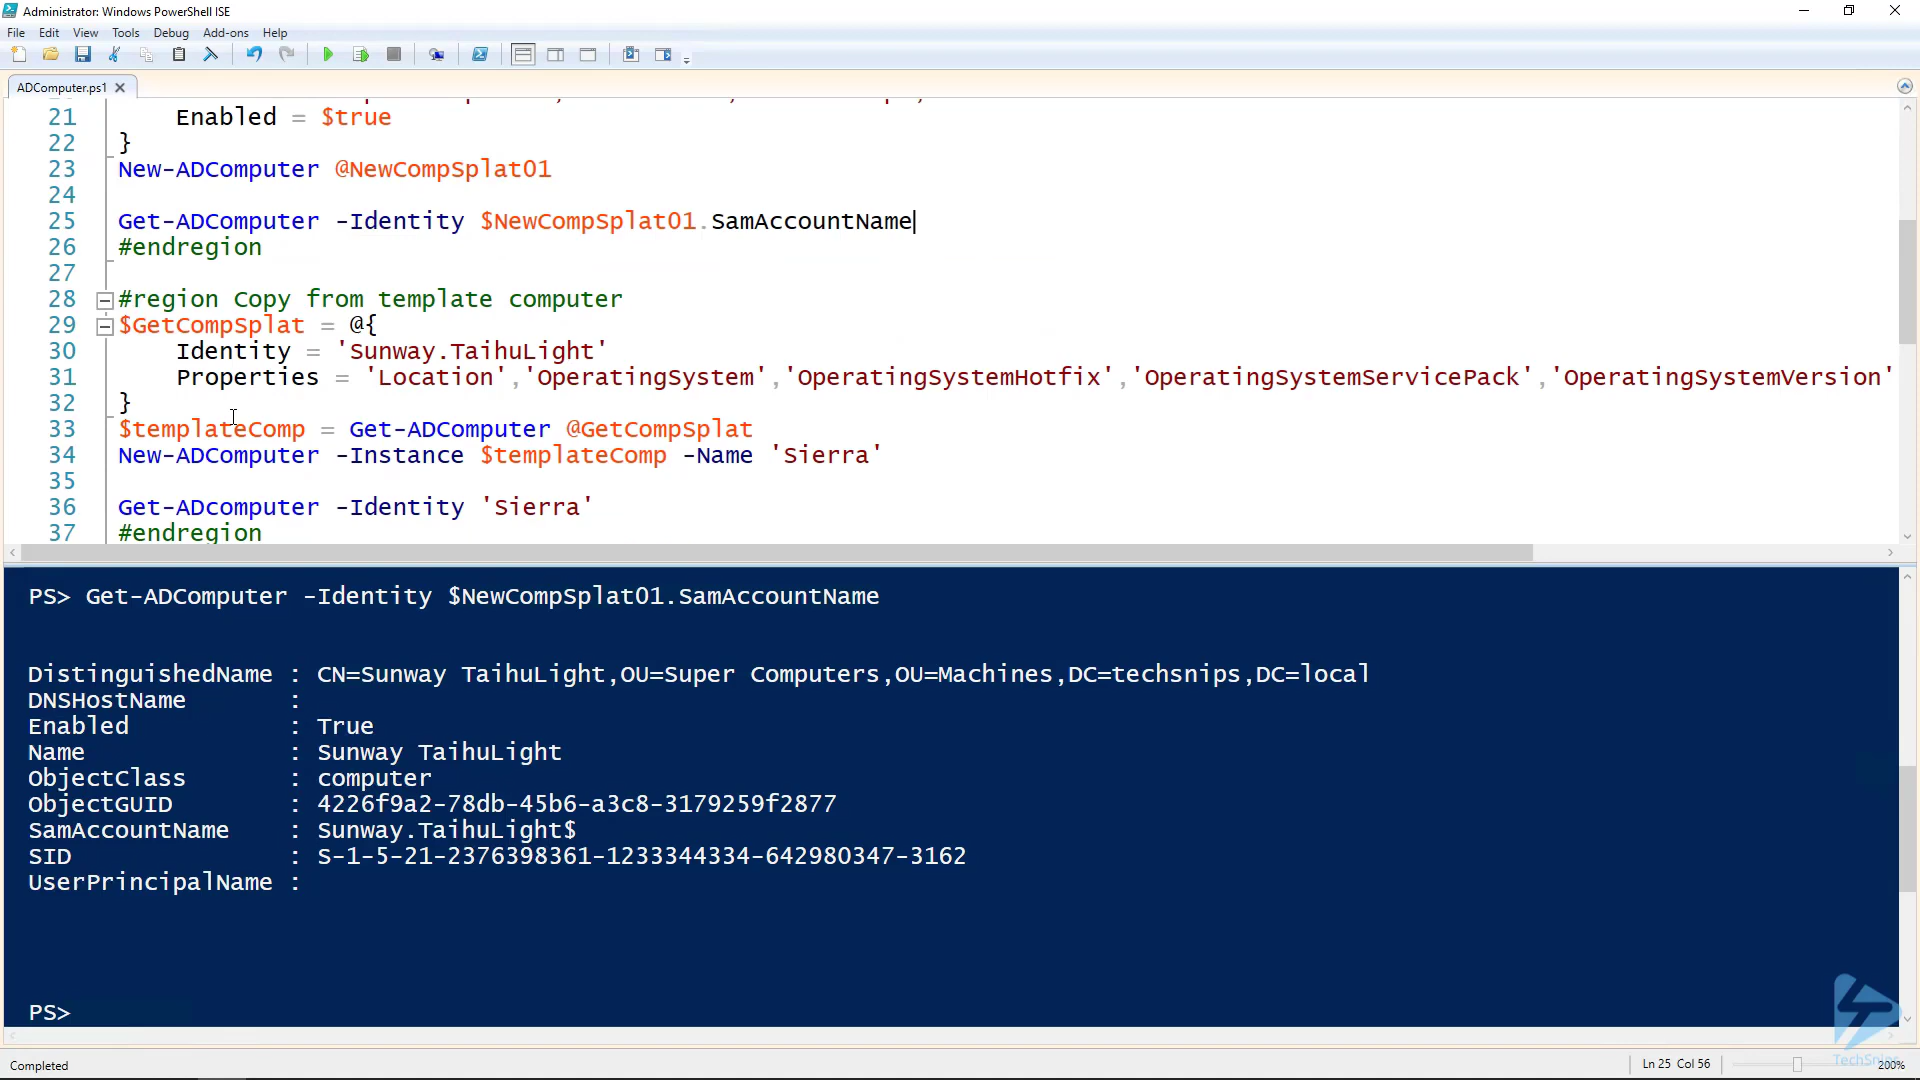 Administrator: Windows PowerShell ISE
File Edit View Tools Debug Add-ons Help
ADComputer.ps1
21 Enabled = $true
22 }
23 New-ADComputer @NewCompSplat01
24
25 Get-ADComputer -Identity $NewCompSplat01.SamAccountName
26 #endregion
27
28 #region Copy from template computer
29 $GetCompSplat = @{
30 Identity = 'Sunway.TaihuLight'
31 Properties = 'Location','OperatingSystem','OperatingSystemHotfix','OperatingSystemServicePack','OperatingSystemVersion'
32 }
33 $templateComp = Get-ADComputer @GetCompSplat
34 New-ADComputer -Instance $templateComp -Name 'Sierra'
35
36 Get-ADcomputer -Identity 'Sierra'
37 #endregion
PS> Get-ADComputer -Identity $NewCompSplat01.SamAccountName
DistinguishedName : CN=Sunway TaihuLight,OU=Super Computers,OU=Machines,DC=techsnips,DC=local
DNSHostName :
Enabled : True
Name : Sunway TaihuLight
ObjectClass : computer
ObjectGUID : 4226f9a2-78db-45b6-a3c8-3179259f2877
SamAccountName : Sunway.TaihuLight$
SID : S-1-5-21-2376398361-1233344334-642980347-3162
UserPrincipalName :
PS>
Completed
Ln 25 Col 56
TechSnips
200%